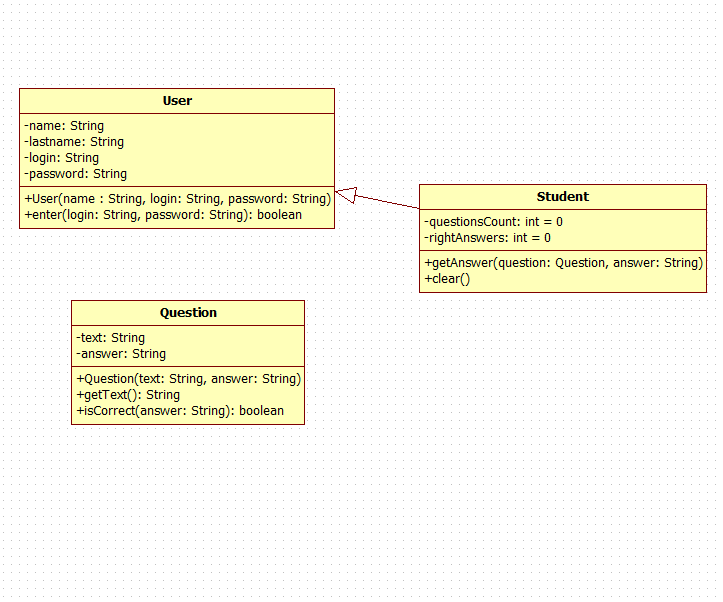 User
-name: String
-lastname: String
-login: String
-password: String
+User(name : String, login: String, password: String)
+enter(login: String, password: String): boolean
Student
-questionsCount: int = 0
-rightAnswers: int = 0
+getAnswer(question: Question, answer: String)
+clear()
Question
-text: String
-answer: String
+Question(text: String, answer: String)
+getText(): String
+isCorrect(answer: String): boolean